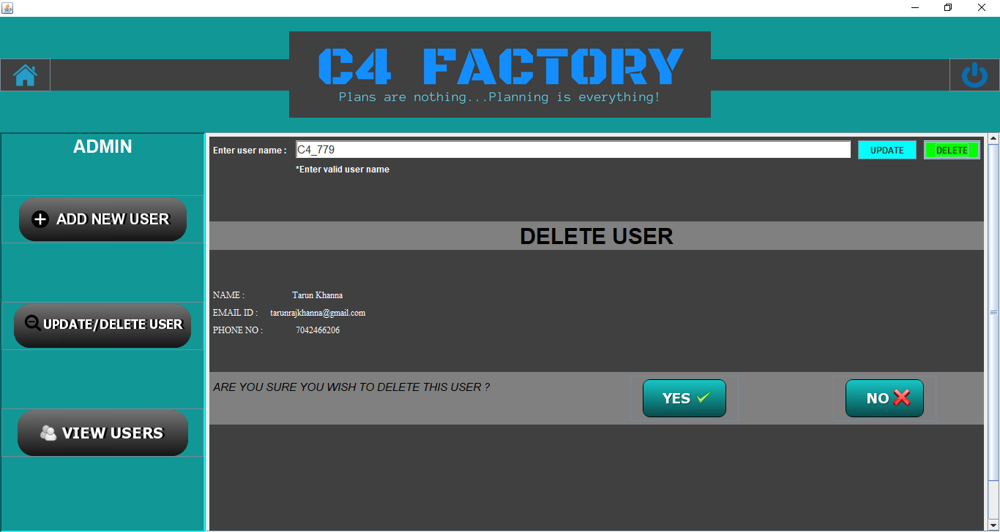 C4 FACTORY
Plans are nothing...Planning is everything!
ADMIN
ADD NEW USER
UPDATE/DELETE USER
VIEW USERS
Enter user name : C4_779 UPDATE DELETE
*Enter valid user name
DELETE USER
NAME : Tarun Khanna
EMAIL ID : tarunrajkhanna@gmail.com
PHONE NO : 7042466206
ARE YOU SURE YOU WISH TO DELETE THIS USER ? YES NO